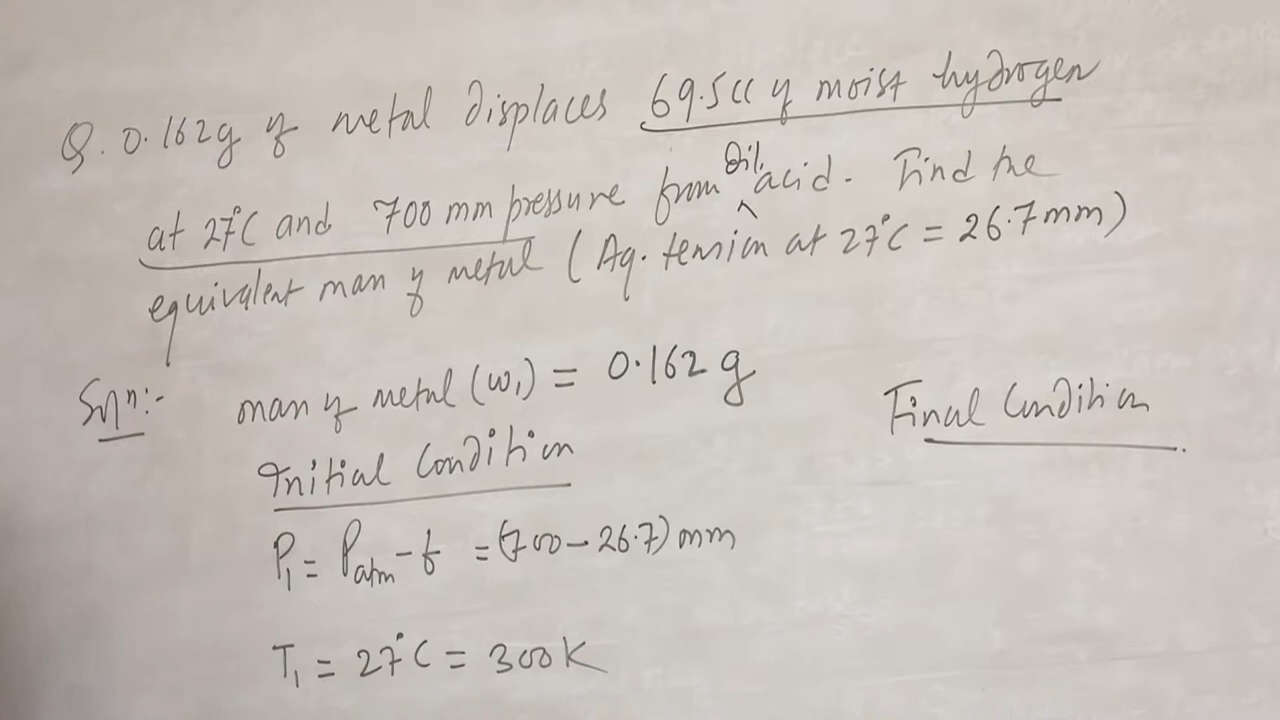 Q. 0.162g of metal displaces 69.5cc of moist hydrogen
at 27°C and 700 mm pressure from Dil. acid. Find the
equivalent mass of metal (Aq. tension at 27°C = 26.7mm)
Solⁿ:- mass of metal (w₁) = 0.162 g
Initial Condition
Final Condition
P₁ = Patm - f = (700 - 26.7) mm
T₁ = 27°C = 300K